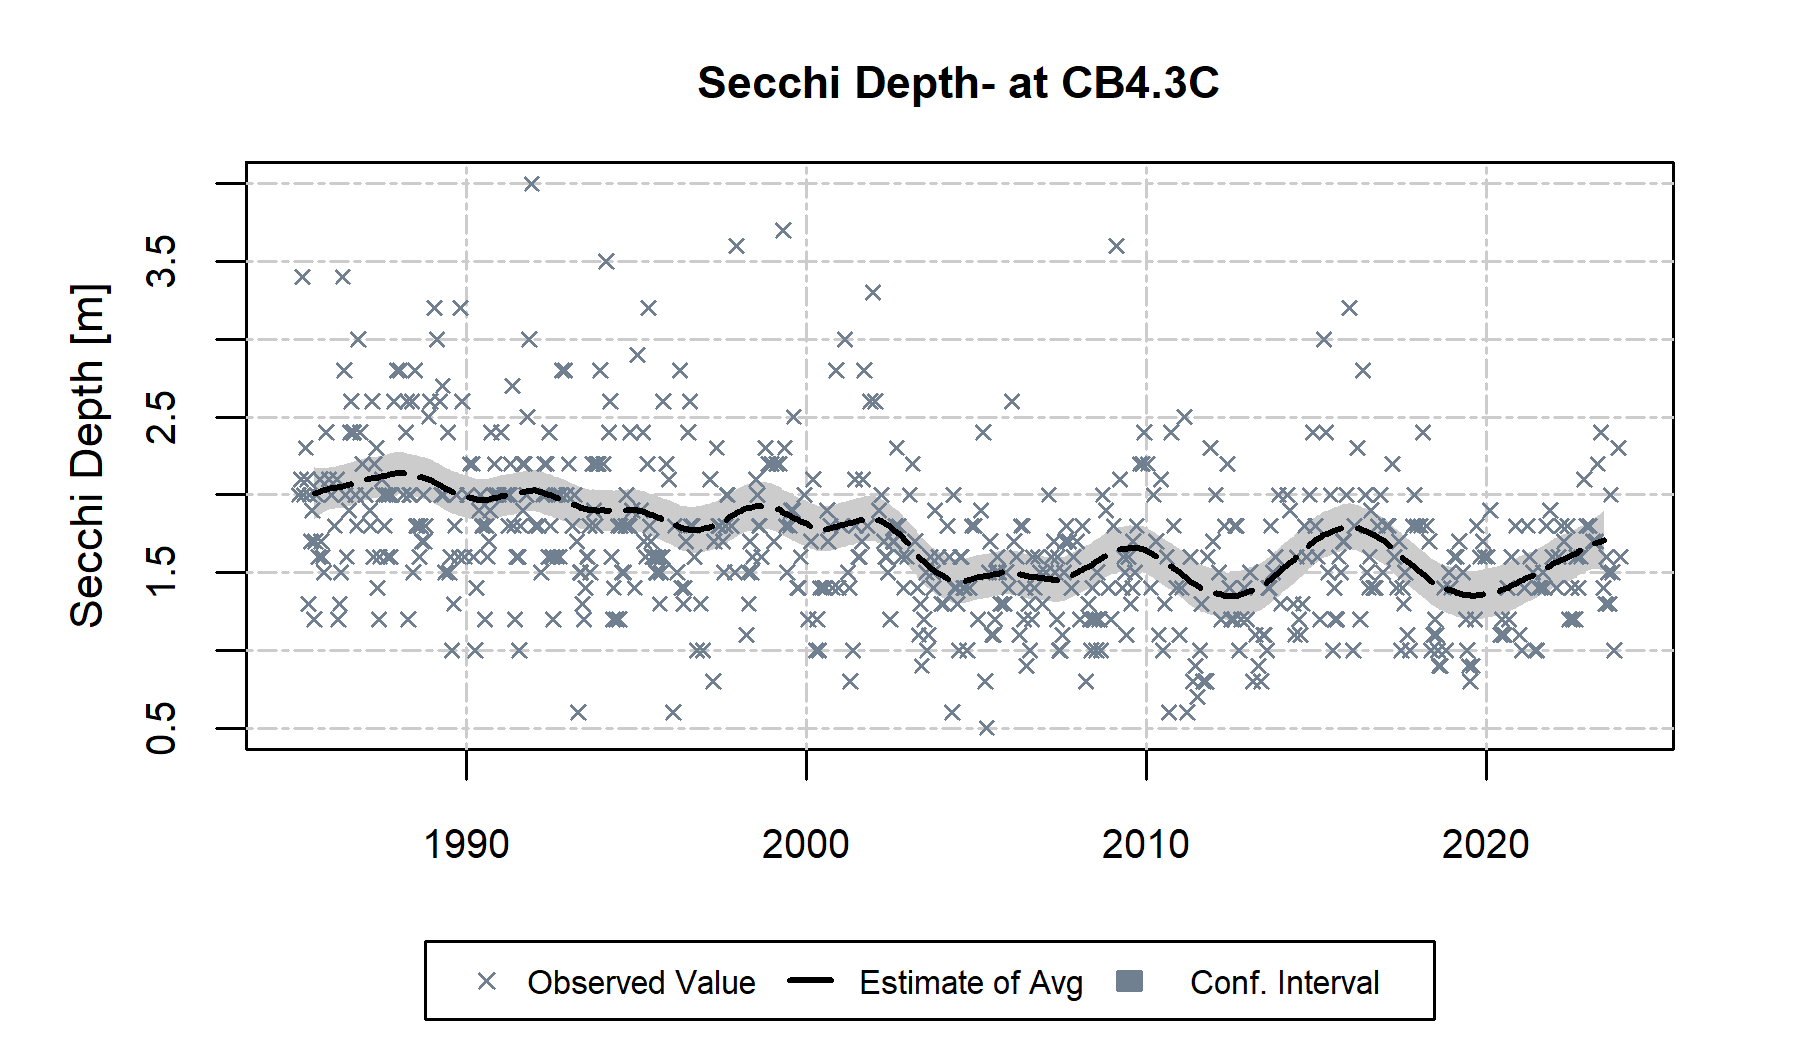 Secchi Depth- at CB4.3C
Secchi Depth [m]
3.5
2.5
1.5
0.5
1990 2000 2010 2020
Observed Value Estimate of Avg Conf. Interval